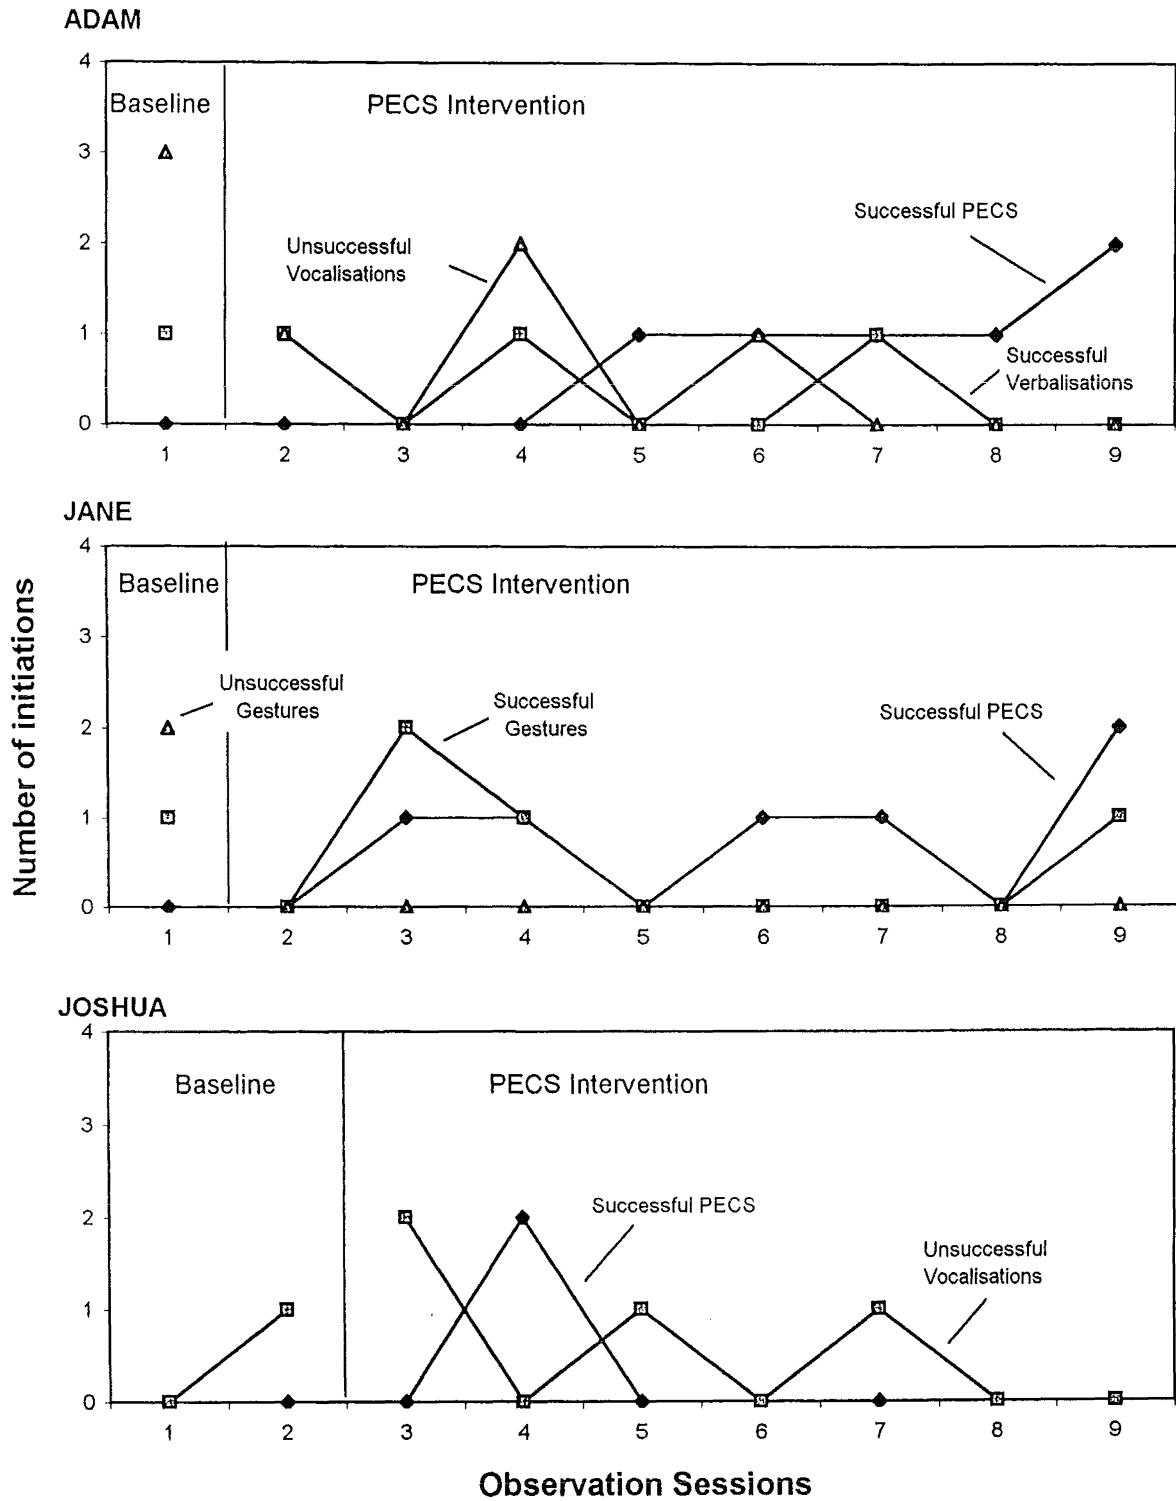 ADAM
4
Baseline
PECS Intervention
3
Successful PECS
2
Unsuccessful
Vocalisations
1
Successful
Verbalisations
0
1 2 3 4 5 6 7 8 9
JANE
4
Baseline
PECS Intervention
3
Unsuccessful
Gestures
Successful
Gestures
Successful PECS
2
1
0
1 2 3 4 5 6 7 8 9
Number of initiations
JOSHUA
4
Baseline
PECS Intervention
3
2
Successful PECS
Unsuccessful
Vocalisations
1
0
1 2 3 4 5 6 7 8 9
Observation Sessions